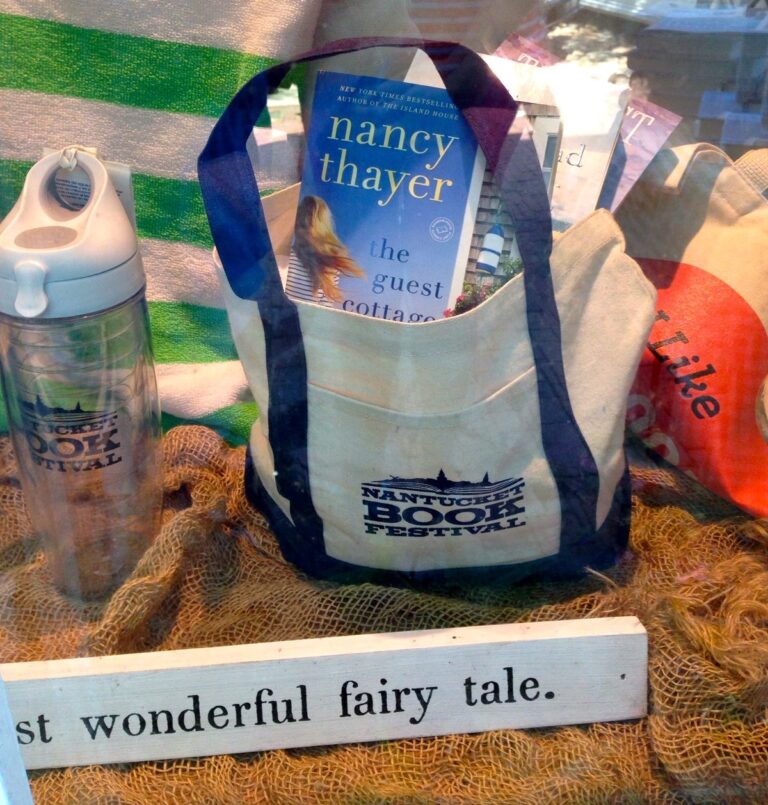 NEW YORK TIMES BESTSELLING
AUTHOR OF THE ISLAND HOUSE
nancy
thayer
the
guest
cottage
I Like
NANTUCKET
BOOK
FESTIVAL
NANTUCKET
BOOK
FESTIVAL
st wonderful fairy tale.